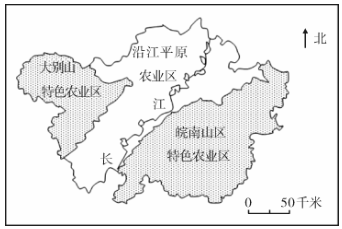 北
沿江平原
农业区
大别山
特色农业区
江
皖南山区
特色农业区
长
0 50千米